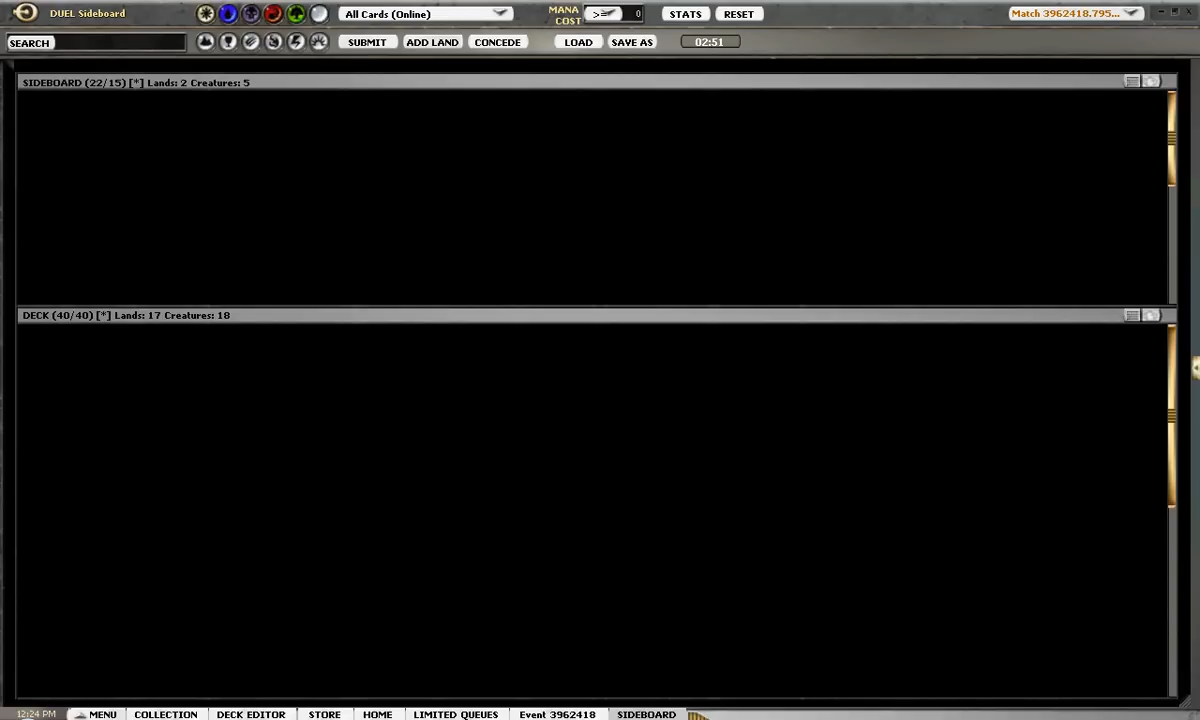 DUEL Sideboard
All Cards (Online)
MANA COST
>=
0
STATS
RESET
Match 3962418.795...
SEARCH
SUBMIT
ADD LAND
CONCEDE
LOAD
SAVE AS
02:51
SIDEBOARD (22/15) [*] Lands: 2 Creatures: 5
DECK (40/40) [*] Lands: 17 Creatures: 18
12:24 PM
MENU
COLLECTION
DECK EDITOR
STORE
HOME
LIMITED QUEUES
Event 3962418
SIDEBOARD